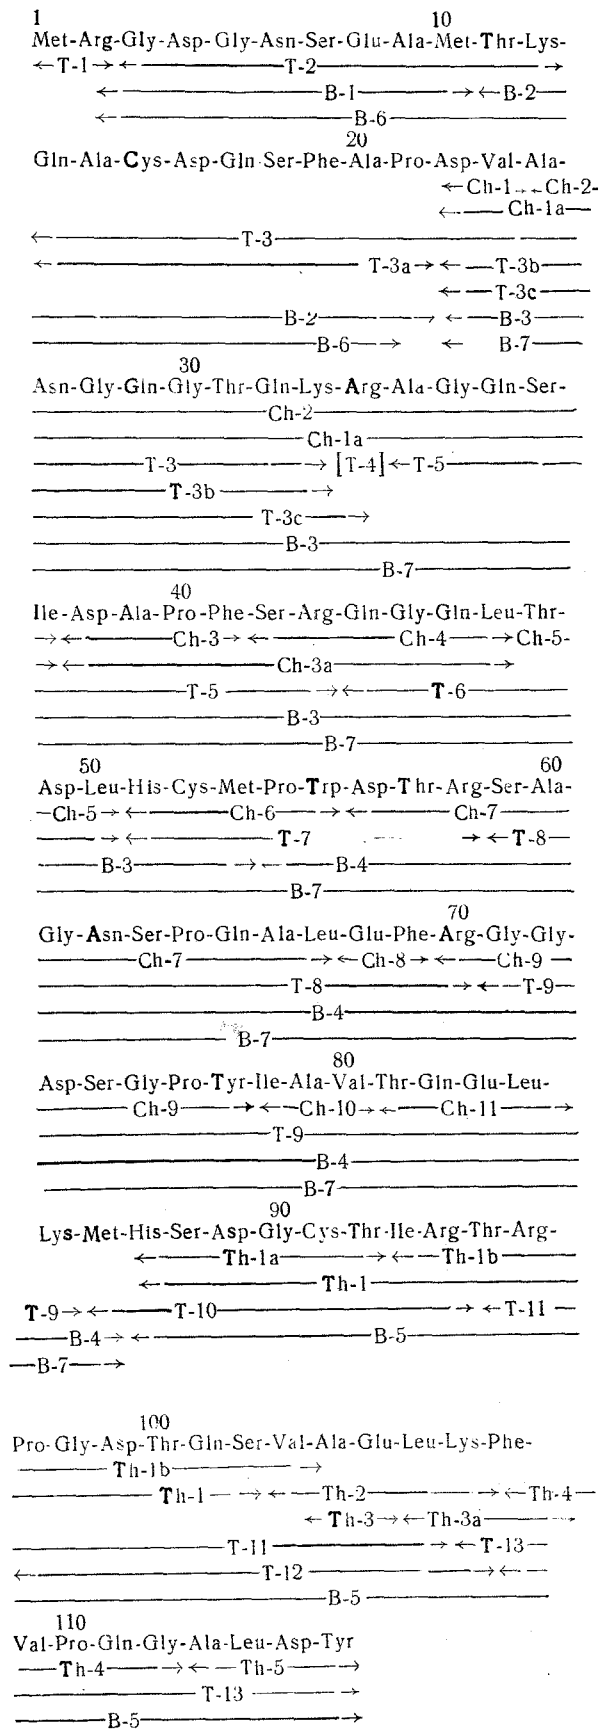 1 10
Met-Arg-Gly-Asp-Gly-Asn-Ser-Glu-Ala-Met-Thr-Lys-
←T-1→←——T-2——→
←——B-1——→←B-2—
←——B-6——
20
Gln-Ala-Cys-Asp-Gln-Ser-Phe-Ala-Pro-Asp-Val-Ala-
←Ch-1→←Ch-2-
←——Ch-1a—
←——T-3——
←——T-3a→←—T-3b—
←—T-3c—
——B-2——→←—B-3—
——B-6—→ ← B-7—
30
Asn-Gly-Gln-Gly-Thr-Gln-Lys-Arg-Ala-Gly-Gln-Ser-
——Ch-2——
——Ch-1a——
——T-3——→[T-4]←T-5——
——T-3b——→
——T-3c—→
——B-3——
——B-7——
40
Ile-Asp-Ala-Pro-Phe-Ser-Arg-Gln-Gly-Gln-Leu-Thr-
→←——Ch-3→←——Ch-4——→Ch-5-
→←——Ch-3a——→
——T-5——→←——T-6——
——B-3——
——B-7——
50 60
Asp-Leu-His-Cys-Met-Pro-Trp-Asp-Thr-Arg-Ser-Ala-
—Ch-5→←——Ch-6——→←——Ch-7——
——→←——T-7——→←T-8—
——B-3——→←——B-4——
——B-7——
70
Gly-Asn-Ser-Pro-Gln-Ala-Leu-Glu-Phe-Arg-Gly-Gly-
——Ch-7——→←Ch-8→←—Ch-9—
——T-8——→←—T-9—
——B-4——
——B-7——
80
Asp-Ser-Gly-Pro-Tyr-Ile-Ala-Val-Thr-Gln-Glu-Leu-
——Ch-9——→←—Ch-10→←—Ch-11—→
——T-9——
——B-4——
——B-7——
90
Lys-Met-His-Ser-Asp-Gly-Cys-Thr-Ile-Arg-Thr-Arg-
←——Th-1a——→←—Th-1b—
←——Th-1——
T-9→←——T-10——→←T-11—
—B-4→←——B-5——
—B-7—→
100
Pro-Gly-Asp-Thr-Gln-Ser-Val-Ala-Glu-Leu-Lys-Phe-
——Th-1b——→
——Th-1—→←—Th-2——→←Th-4—
←Th-3→←Th-3a—→
——T-11——→←T-13—
←——T-12——→←—
——B-5——
110
Val-Pro-Gln-Gly-Ala-Leu-Asp-Tyr
—Th-4——→←—Th-5——→
——T-13——→
——B-5——→